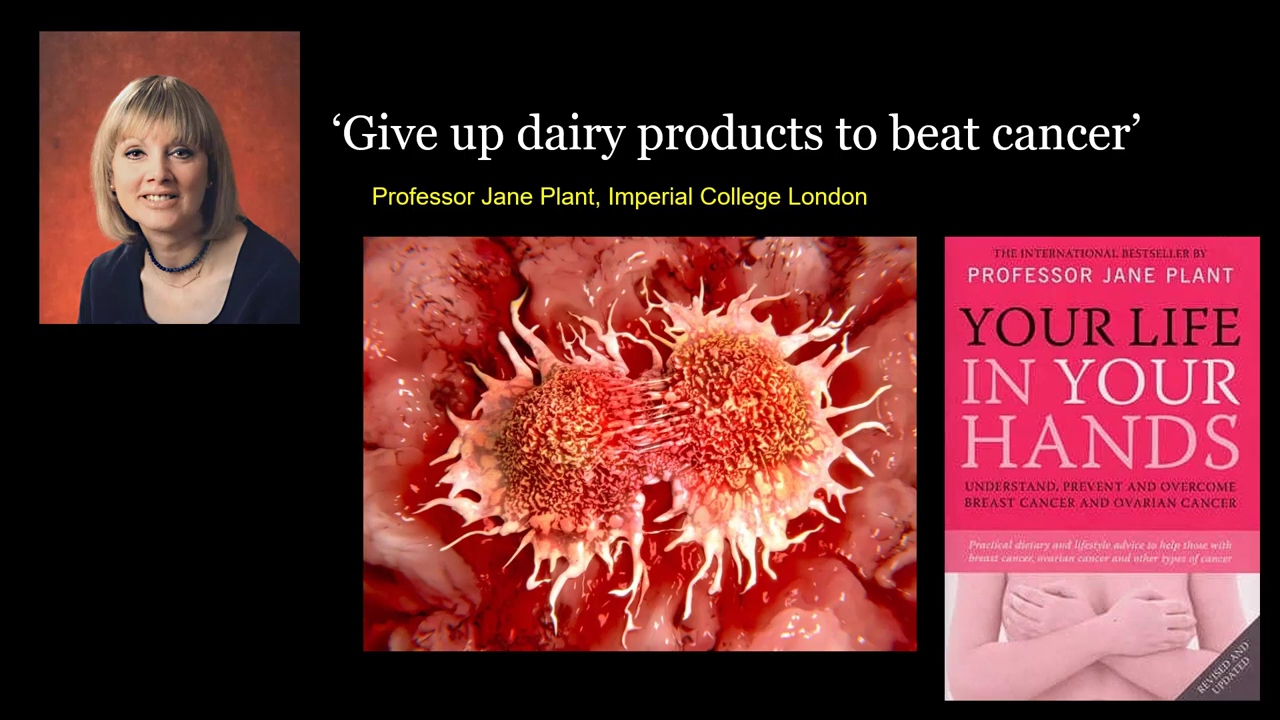 ‘Give up dairy products to beat cancer’
Professor Jane Plant, Imperial College London
THE INTERNATIONAL BESTSELLER BY
PROFESSOR JANE PLANT
YOUR LIFE
IN YOUR
HANDS
UNDERSTAND, PREVENT AND OVERCOME
BREAST CANCER AND OVARIAN CANCER
Practical dietary and lifestyle advice to help those with
breast cancer, ovarian cancer and other types of cancer
REVISED AND
UPDATED